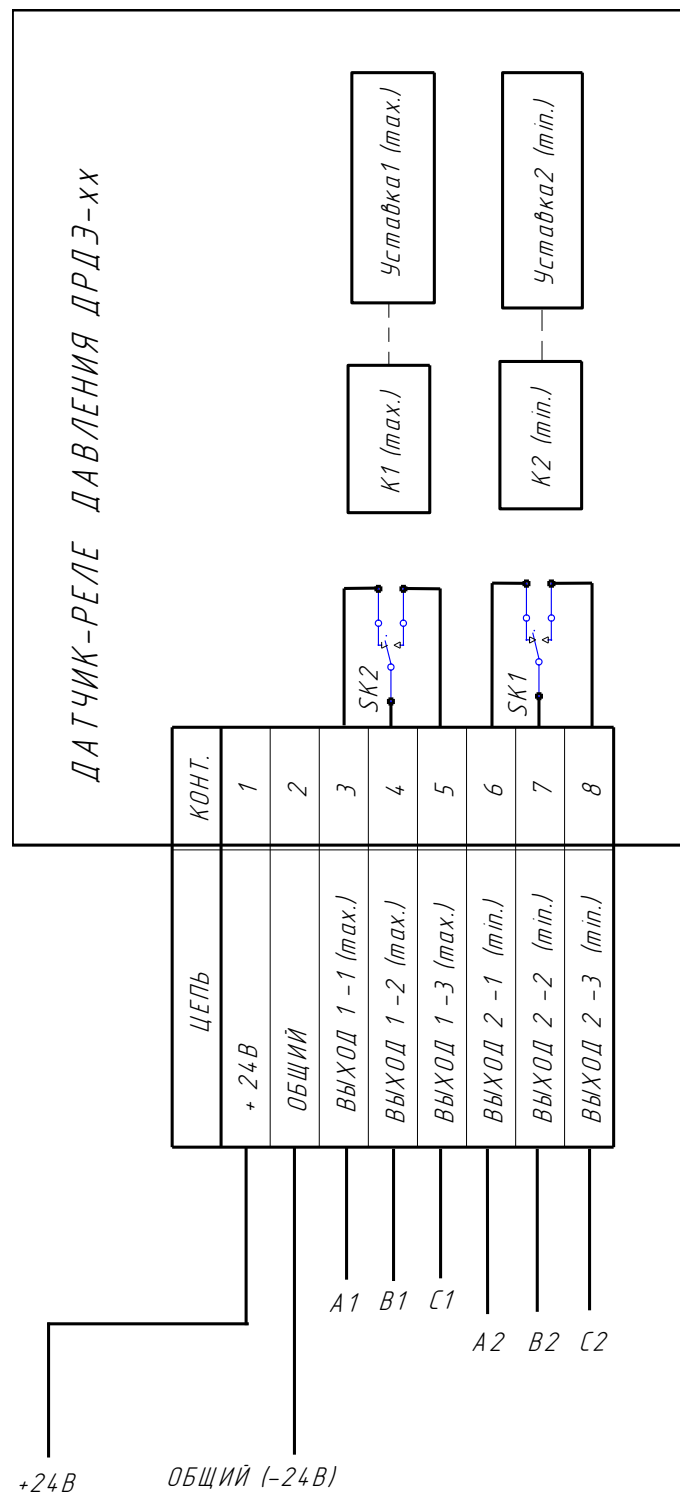 ДАТЧИК-РЕЛЕ ДАВЛЕНИЯ ДРДЭ-XX
Уставка1 (max.)
Уставка2 (min.)
K1 (max.)
K2 (min.)
SK2
SK1
ЦЕПЬ КОНТ.
+ 24В 1
ОБЩИЙ 2
ВЫХОД 1 -1 (max.) 3
ВЫХОД 1 -2 (max.) 4
ВЫХОД 1 -3 (max.) 5
ВЫХОД 2 -1 (min.) 6
ВЫХОД 2 -2 (min.) 7
ВЫХОД 2 -3 (min.) 8
A1 B1 C1
A2 B2 C2
+24В ОБЩИЙ (-24В)